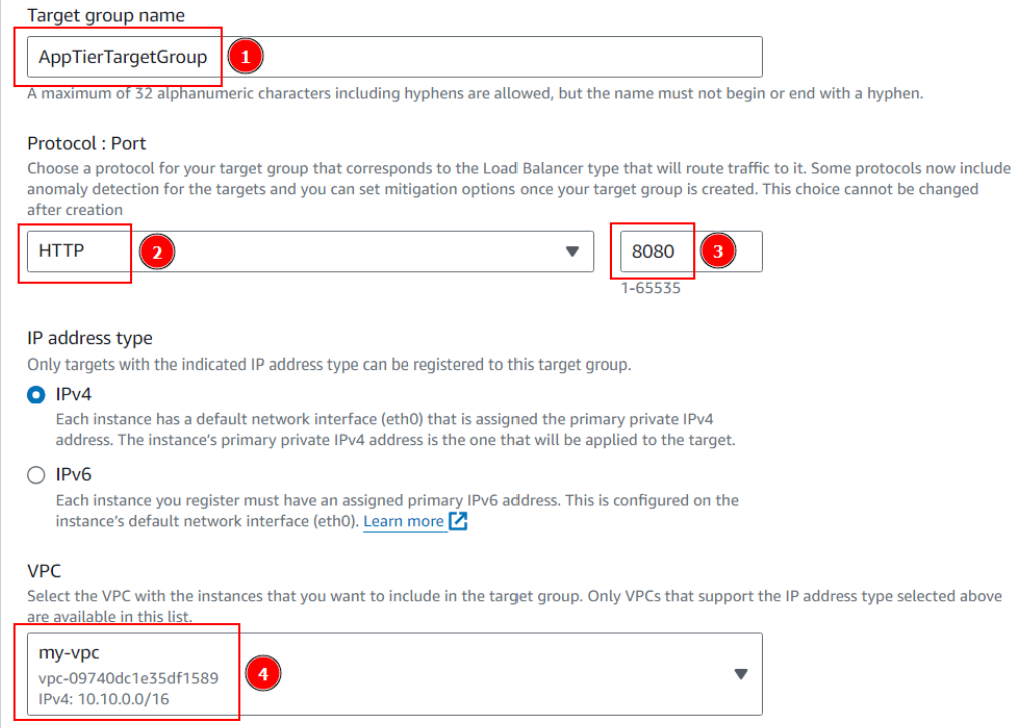 Target group name
AppTierTargetGroup 1
A maximum of 32 alphanumeric characters including hyphens are allowed, but the name must not begin or end with a hyphen.
Protocol : Port
Choose a protocol for your target group that corresponds to the Load Balancer type that will route traffic to it. Some protocols now include
anomaly detection for the targets and you can set mitigation options once your target group is created. This choice cannot be changed
after creation
HTTP 2 8080 3
1-65535
IP address type
Only targets with the indicated IP address type can be registered to this target group.
IPv4
Each instance has a default network interface (eth0) that is assigned the primary private IPv4
address. The instance's primary private IPv4 address is the one that will be applied to the target.
IPv6
Each instance you register must have an assigned primary IPv6 address. This is configured on the
instance's default network interface (eth0). Learn more
VPC
Select the VPC with the instances that you want to include in the target group. Only VPCs that support the IP address type selected above
are available in this list.
my-vpc
vpc-09740dc1e35df1589 4
IPv4: 10.10.0.0/16